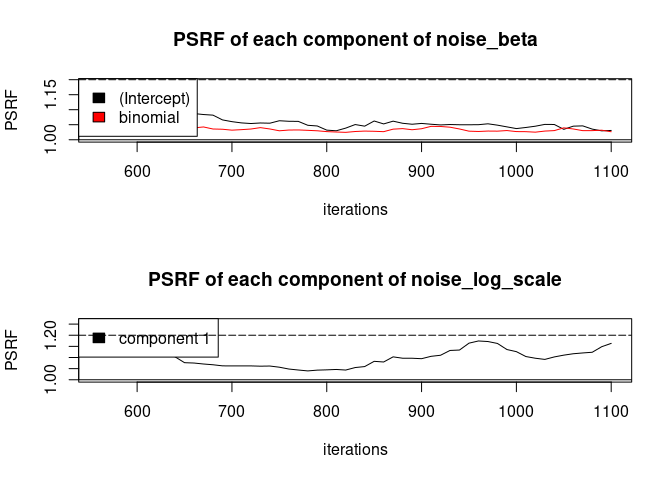 PSRF of each component of noise_beta
PSRF
1.15
1.00
(Intercept)
binomial
600 700 800 900 1000 1100
iterations
PSRF of each component of noise_log_scale
PSRF
1.20
1.00
component 1
600 700 800 900 1000 1100
iterations